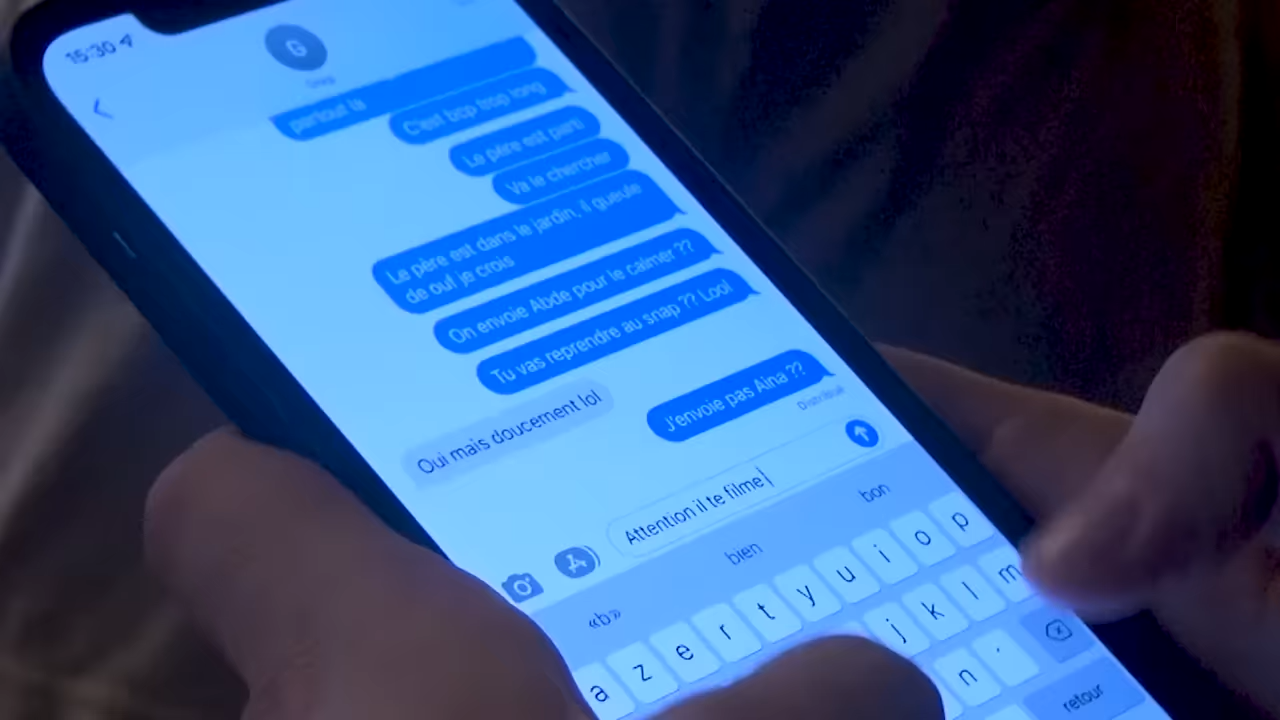 15:30
G
partout la
C'est bcp trop long
Le père est parti
Va le chercher
Le père est dans le jardin, il gueule
de ouf je crois
On envoie Abde pour le calmer ??
Tu vas reprendre au snap ?? Lool
Oui mais doucement lol
J'envoie pas Aina ??
Distribué
Attention il te filme
«b»
bien
bon
a z e r t y u i o p
j k l m
n '
retour